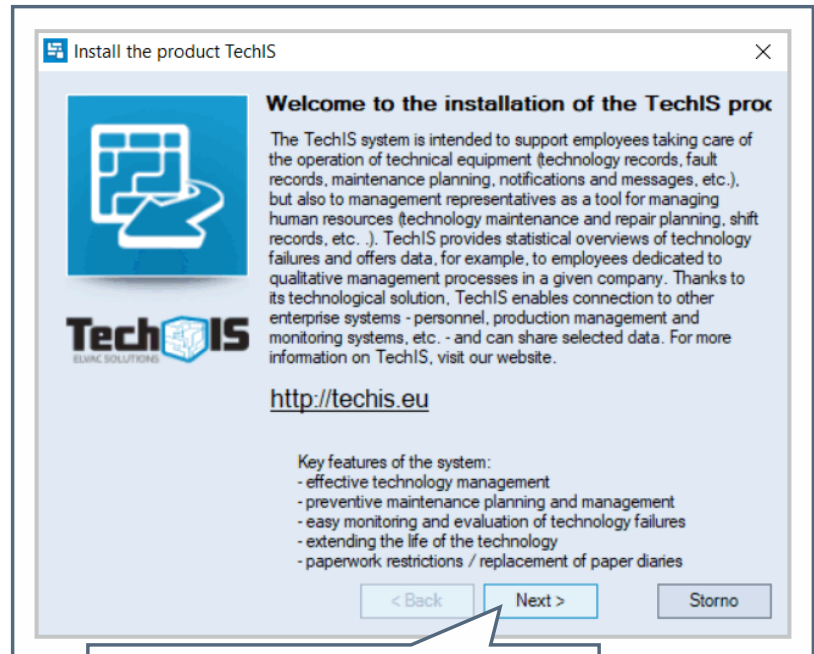 Install the product TechIS
Welcome to the installation of the TechIS proc
The TechIS system is intended to support employees taking care of
the operation of technical equipment (technology records, fault
records, maintenance planning, notifications and messages, etc.),
but also to management representatives as a tool for managing
human resources (technology maintenance and repair planning, shift
records, etc. .). TechIS provides statistical overviews of technology
failures and offers data, for example, to employees dedicated to
qualitative management processes in a given company. Thanks to
its technological solution, TechIS enables connection to other
enterprise systems - personnel, production management and
monitoring systems, etc. - and can share selected data. For more
information on TechIS, visit our website.
Tech IS
ELVAC SOLUTIONS
http://techis.eu
Key features of the system:
- effective technology management
- preventive maintenance planning and management
- easy monitoring and evaluation of technology failures
- extending the life of the technology
- paperwork restrictions / replacement of paper diaries
< Back
Next >
Storno